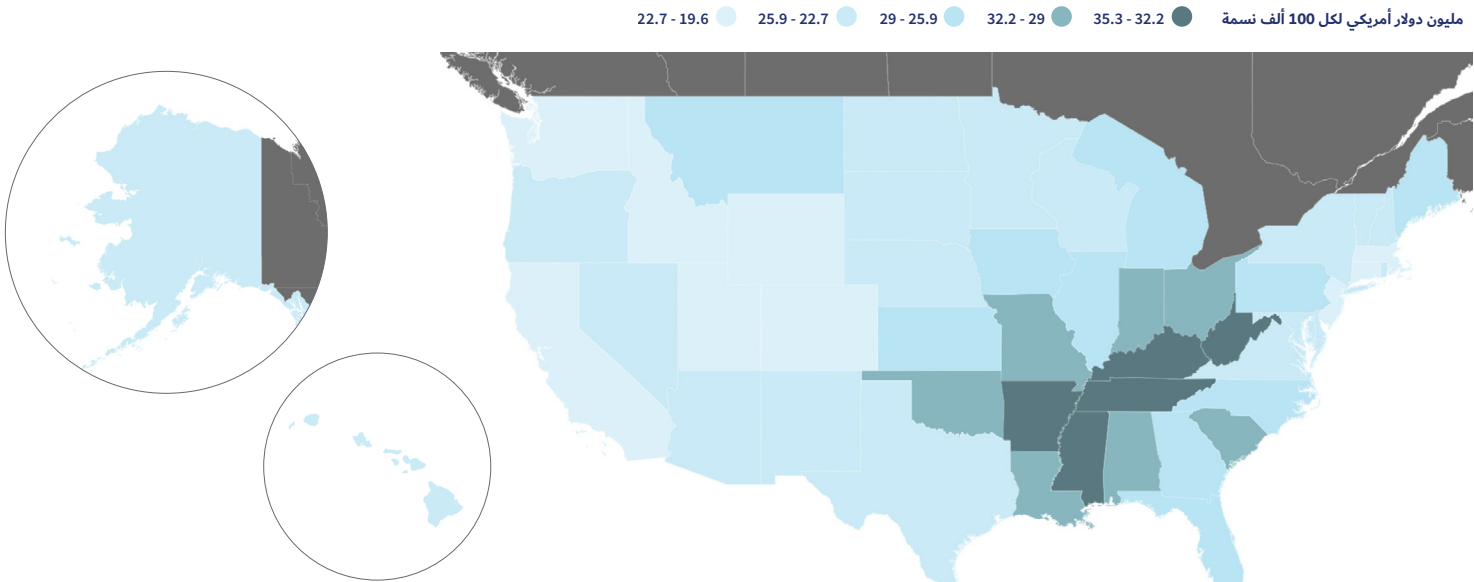 مليون دولار أمريكي لكل 100 ألف نسمة 35.3 - 32.2 32.2 - 29 29 - 25.9 25.9 - 22.7 22.7 - 19.6